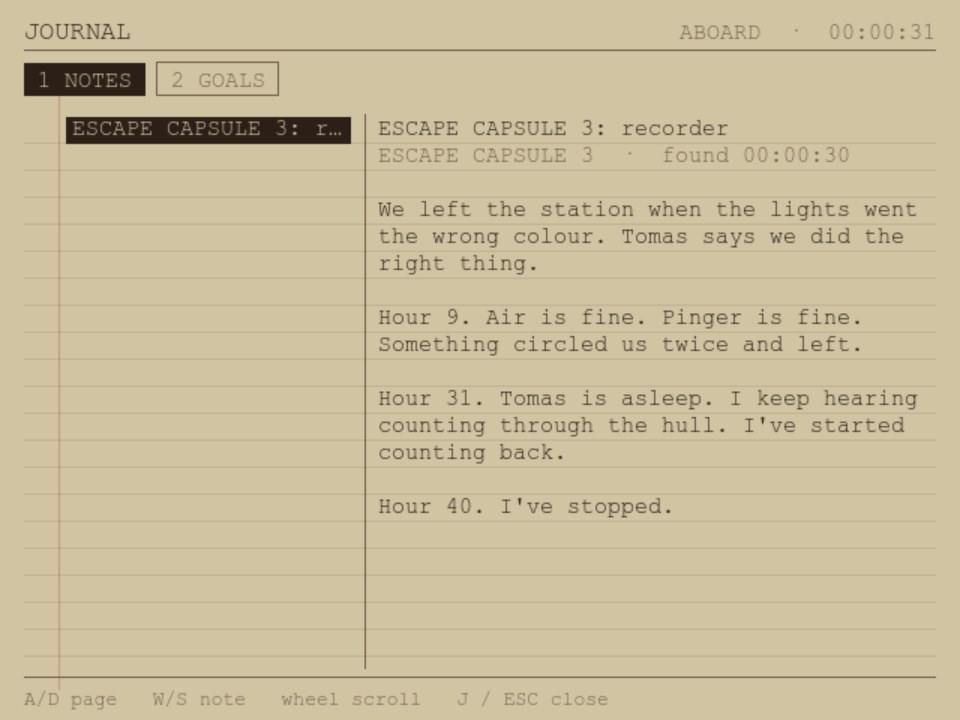 JOURNAL
ABOARD · 00:00:31
1 NOTES
2 GOALS
ESCAPE CAPSULE 3: r…
ESCAPE CAPSULE 3: recorder
ESCAPE CAPSULE 3 · found 00:00:30
We left the station when the lights went
the wrong colour. Tomas says we did the
right thing.
Hour 9. Air is fine. Pinger is fine.
Something circled us twice and left.
Hour 31. Tomas is asleep. I keep hearing
counting through the hull. I've started
counting back.
Hour 40. I've stopped.
A/D page W/S note wheel scroll J / ESC close